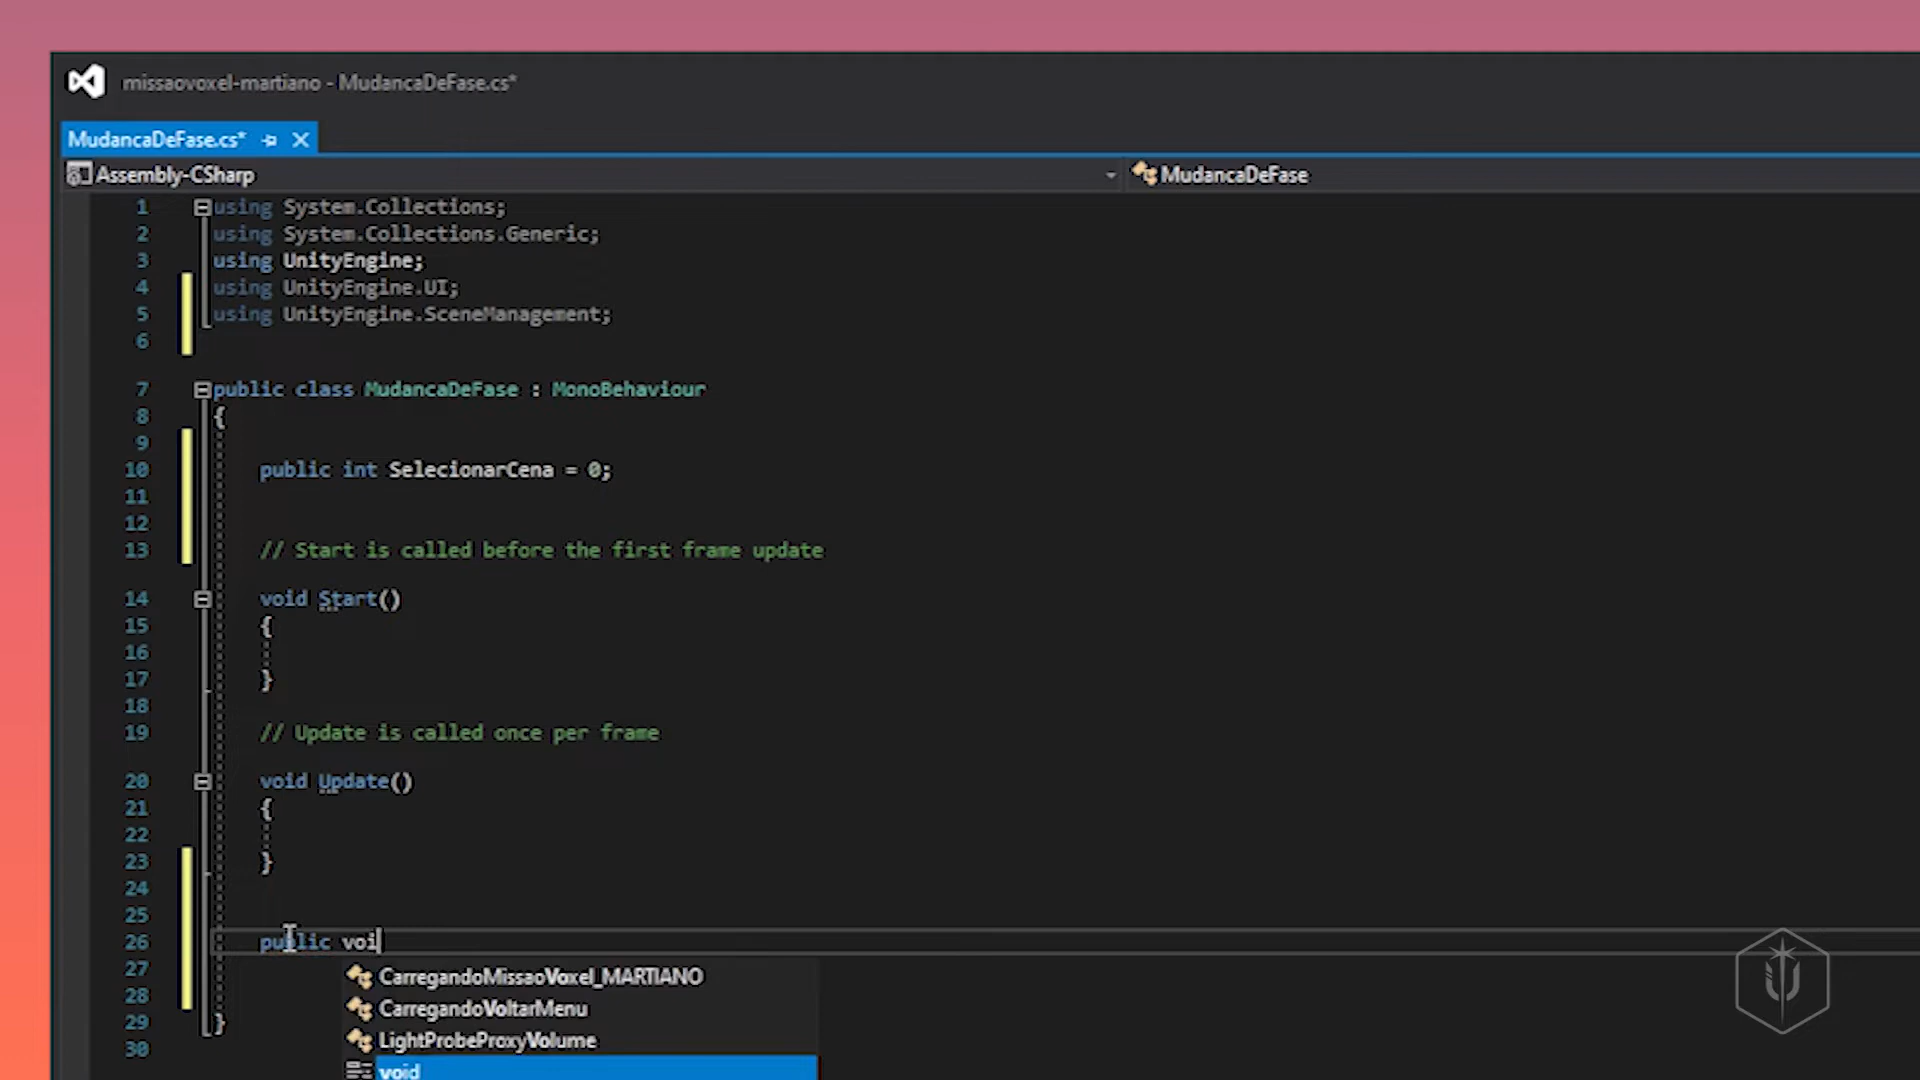 missaovoxel-martiano - MudancaDeFase.cs*
MudancaDeFase.cs*
Assembly-CSharp MudancaDeFase
1 using System.Collections;
2 using System.Collections.Generic;
3 using UnityEngine;
4 using UnityEngine.UI;
5 using UnityEngine.SceneManagement;
6
7 public class MudancaDeFase : MonoBehaviour
8 {
9
10 public int SelecionarCena = 0;
11
12
13 // Start is called before the first frame update
14 void Start()
15 {
16
17 }
18
19 // Update is called once per frame
20 void Update()
21 {
22
23 }
24
25
26 public voi
27
28
29 }
30
CarregandoMissaoVoxel_MARTIANO
CarregandoVoltarMenu
LightProbeProxyVolume
void